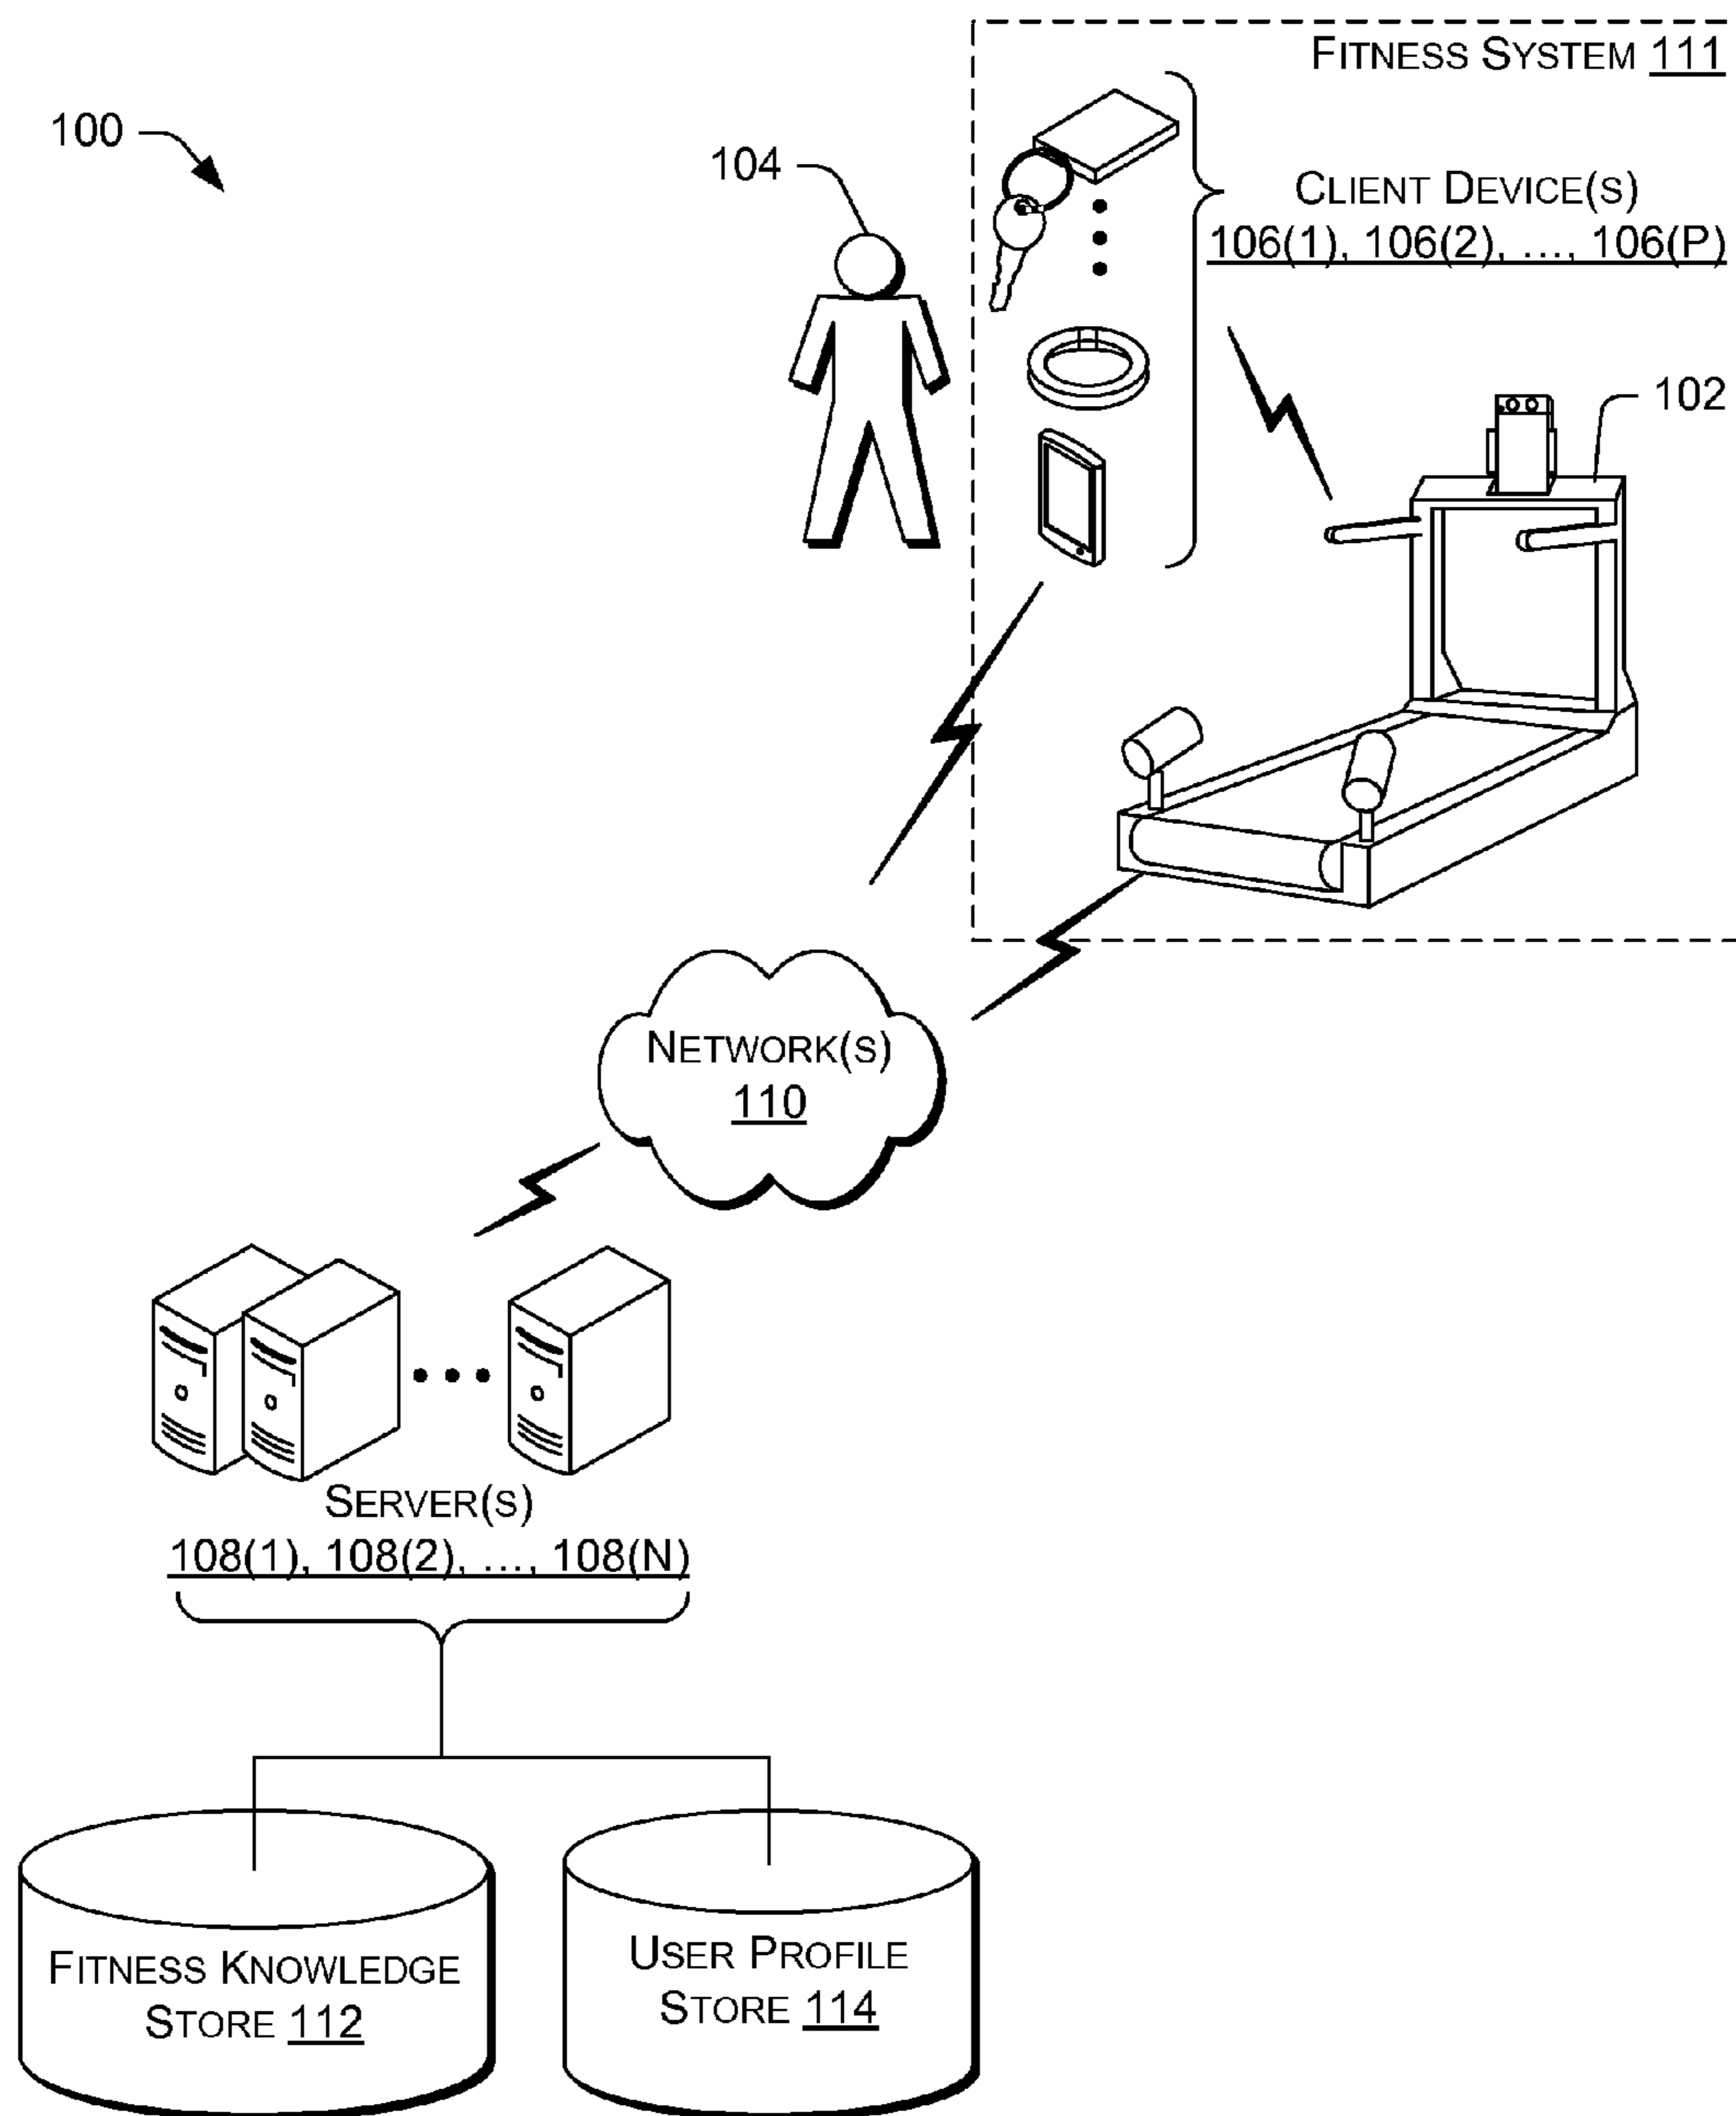 FITNESS SYSTEM 111
100
104
CLIENT DEVICE(S)
106(1), 106(2), ..., 106(P)
102
NETWORK(S)
110
SERVER(S)
108(1), 108(2), ..., 108(N)
FITNESS KNOWLEDGE
STORE 112
USER PROFILE
STORE 114